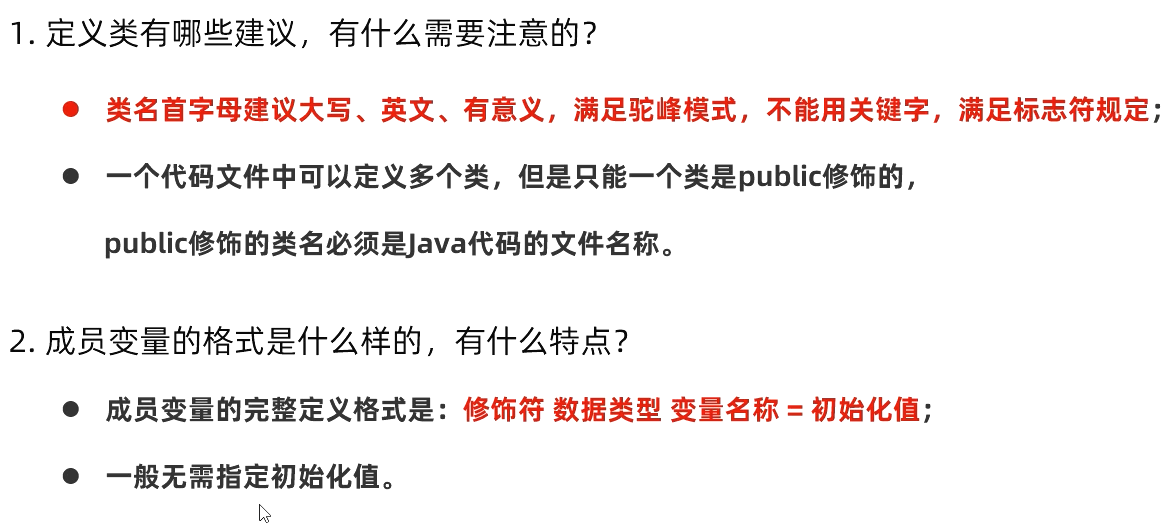 1. 定义类有哪些建议，有什么需要注意的？
● 类名首字母建议大写、英文、有意义，满足驼峰模式，不能用关键字，满足标志符规定；
● 一个代码文件中可以定义多个类，但是只能一个类是public修饰的，
public修饰的类名必须是Java代码的文件名称。
2. 成员变量的格式是什么样的，有什么特点？
● 成员变量的完整定义格式是：修饰符 数据类型 变量名称 = 初始化值；
● 一般无需指定初始化值。